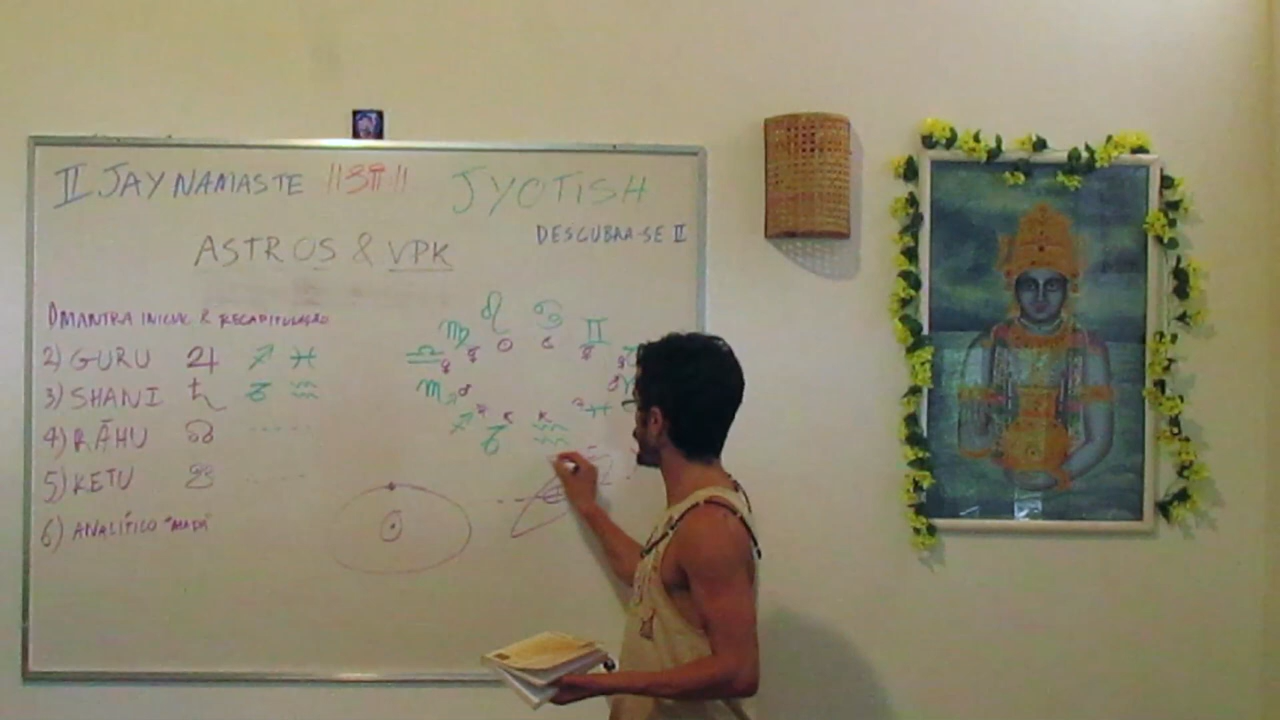 II JAY NAMASTE ||ॐ|| JYOTISH
DESCUBRA-SE II
ASTROS & VPK
1) MANTRA INICIAL & RECAPITULAÇÃO
2) GURU ♃ ♐ ♓
3) SHANI ♄ ♑ ♒
4) RĀHU ☊ -----
5) KETU ☋ -----
6) ANALÍTICO "MAPA"
♌ ♋
♍ ♊
♎
♏
♐ ♑ ♒ ♓